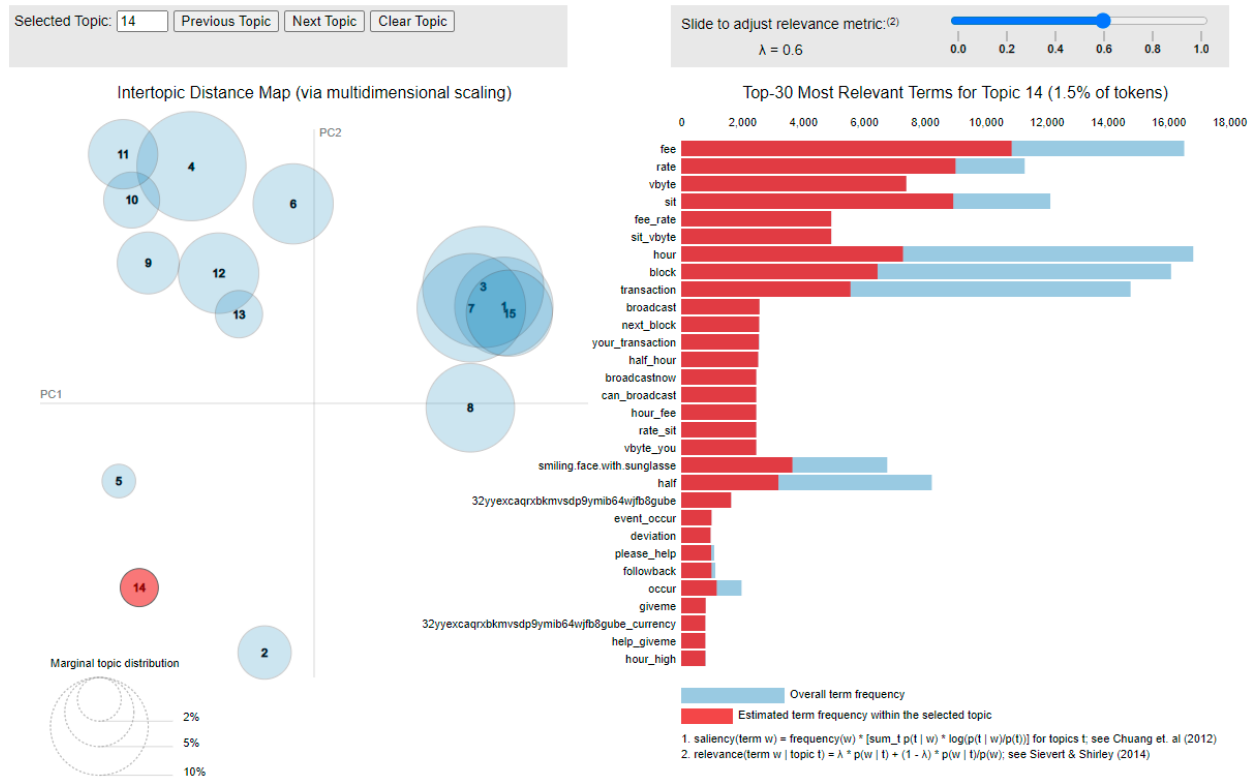 Selected Topic: 14 Previous Topic Next Topic Clear Topic
Slide to adjust relevance metric:(2)
λ = 0.6
0.0 0.2 0.4 0.6 0.8 1.0
Intertopic Distance Map (via multidimensional scaling)
PC2
PC1
11
4
10
6
9
12
13
3
7
1
15
8
5
14
2
Marginal topic distribution
2%
5%
10%
Top-30 Most Relevant Terms for Topic 14 (1.5% of tokens)
0 2,000 4,000 6,000 8,000 10,000 12,000 14,000 16,000 18,000
fee
rate
vbyte
sit
fee_rate
sit_vbyte
hour
block
transaction
broadcast
next_block
your_transaction
half_hour
broadcastnow
can_broadcast
hour_fee
rate_sit
vbyte_you
smiling.face.with.sunglasse
half
32yyexcaqrxbkmvsdp9ymib64wjfb8gube
event_occur
deviation
please_help
followback
occur
giveme
32yyexcaqrxbkmvsdp9ymib64wjfb8gube_currency
help_giveme
hour_high
Overall term frequency
Estimated term frequency within the selected topic
1. saliency(term w) = frequency(w) * [sum_t p(t | w) * log(p(t | w)/p(t))] for topics t; see Chuang et. al (2012)
2. relevance(term w | topic t) = λ * p(w | t) + (1 - λ) * p(w | t)/p(w); see Sievert & Shirley (2014)